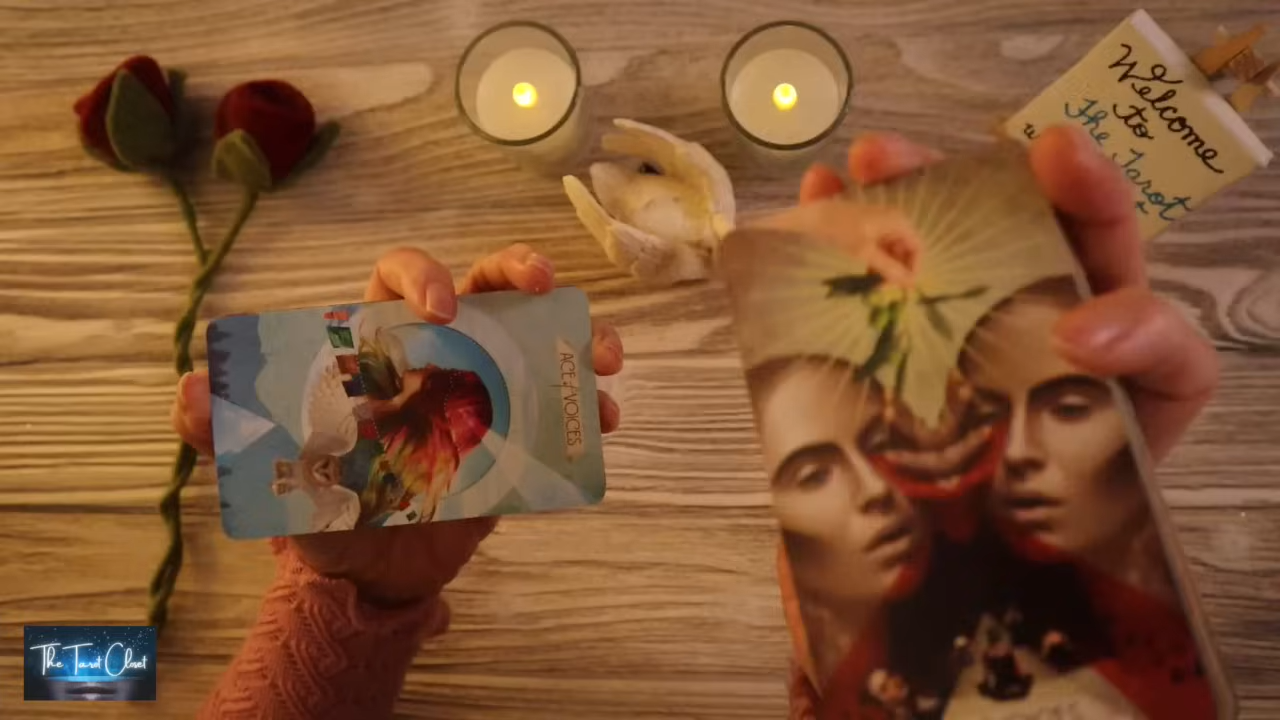 Welcome
to
The Tarot
ACE of VOICES
The Tarot Closet